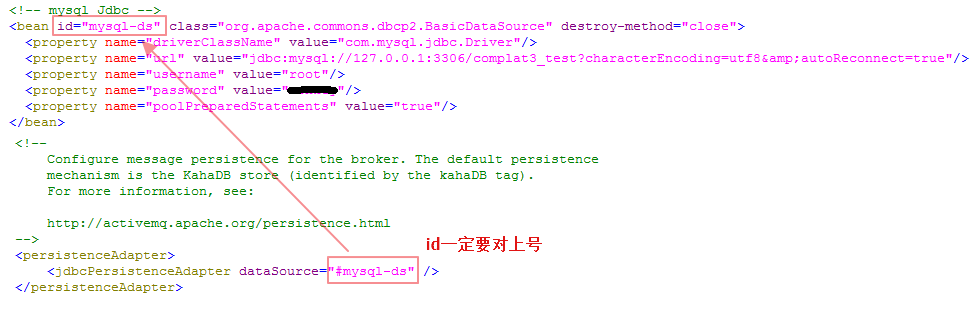 <!-- mysql Jdbc -->
<bean id="mysql-ds" class="org.apache.commons.dbcp2.BasicDataSource" destroy-method="close">
<property name="driverClassName" value="com.mysql.jdbc.Driver"/>
<property name="url" value="jdbc:mysql://127.0.0.1:3306/complat3_test?characterEncoding=utf8&amp;autoReconnect=true"/>
<property name="username" value="root"/>
<property name="password" value=""/>
<property name="poolPreparedStatements" value="true"/>
</bean>
<!--
Configure message persistence for the broker. The default persistence
mechanism is the KahaDB store (identified by the kahaDB tag).
For more information, see:
http://activemq.apache.org/persistence.html
-->
id一定要对上号
<persistenceAdapter>
<jdbcPersistenceAdapter dataSource="#mysql-ds" />
</persistenceAdapter>